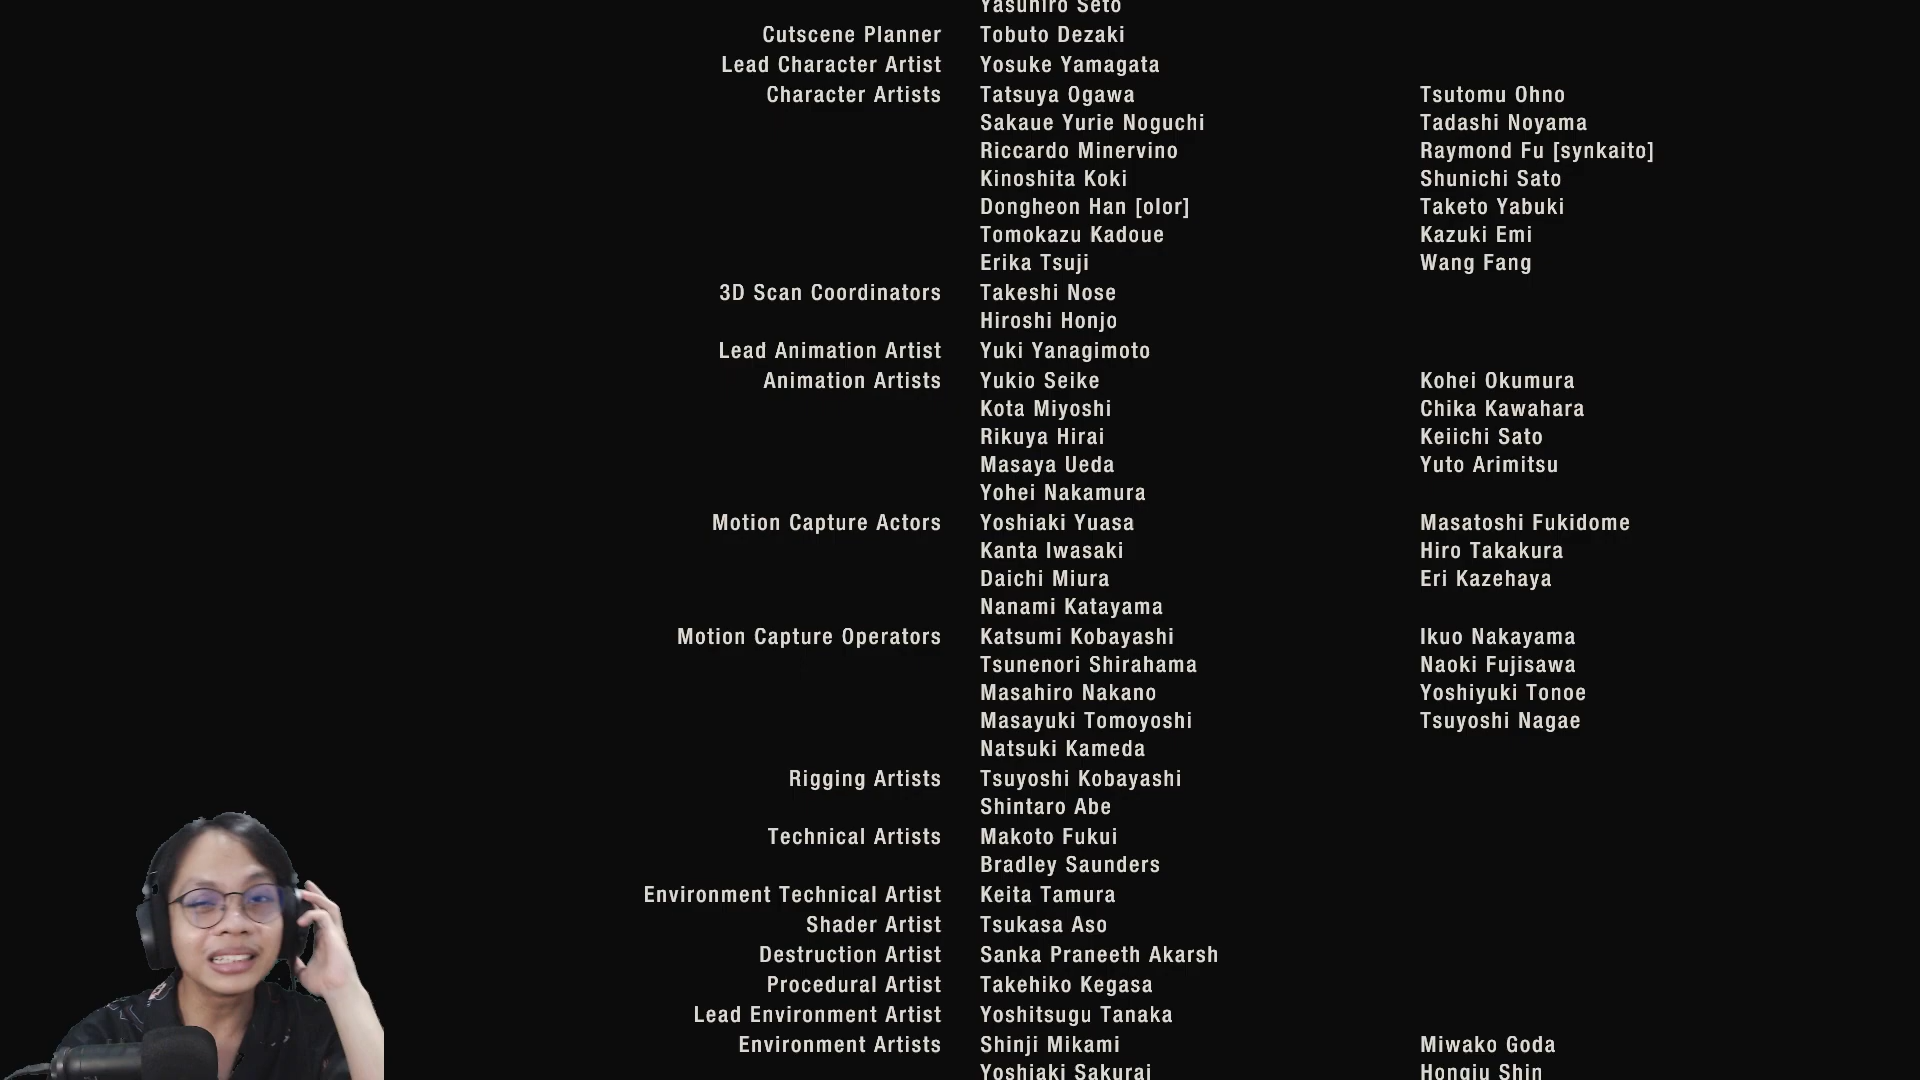 Yasuhiro Seto
Cutscene Planner Tobuto Dezaki
Lead Character Artist Yosuke Yamagata
Character Artists Tatsuya Ogawa Tsutomu Ohno
Sakaue Yurie Noguchi Tadashi Noyama
Riccardo Minervino Raymond Fu [synkaito]
Kinoshita Koki Shunichi Sato
Dongheon Han [olor] Taketo Yabuki
Tomokazu Kadoue Kazuki Emi
Erika Tsuji Wang Fang
3D Scan Coordinators Takeshi Nose
Hiroshi Honjo
Lead Animation Artist Yuki Yanagimoto
Animation Artists Yukio Seike Kohei Okumura
Kota Miyoshi Chika Kawahara
Rikuya Hirai Keiichi Sato
Masaya Ueda Yuto Arimitsu
Yohei Nakamura
Motion Capture Actors Yoshiaki Yuasa Masatoshi Fukidome
Kanta Iwasaki Hiro Takakura
Daichi Miura Eri Kazehaya
Nanami Katayama
Motion Capture Operators Katsumi Kobayashi Ikuo Nakayama
Tsunenori Shirahama Naoki Fujisawa
Masahiro Nakano Yoshiyuki Tonoe
Masayuki Tomoyoshi Tsuyoshi Nagae
Natsuki Kameda
Rigging Artists Tsuyoshi Kobayashi
Shintaro Abe
Technical Artists Makoto Fukui
Bradley Saunders
Environment Technical Artist Keita Tamura
Shader Artist Tsukasa Aso
Destruction Artist Sanka Praneeth Akarsh
Procedural Artist Takehiko Kegasa
Lead Environment Artist Yoshitsugu Tanaka
Environment Artists Shinji Mikami Miwako Goda
Yoshiaki Sakurai Hongju Shin